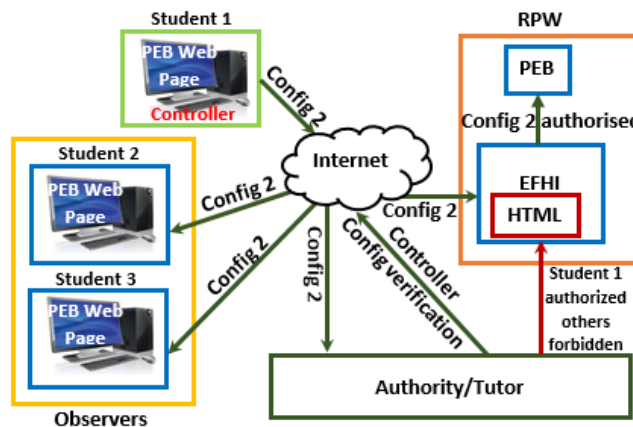 Student 1
PEB Web
Page
Controller
Config 2
RPW
PEB
Config 2 authorised
EFHI
HTML
Internet
Config 2
Observers
Student 2
PEB Web
Page
Config 2
Student 3
PEB Web
Page
Config 2
Config 2
Controller
Config verification
Student 1
authorized
others
forbidden
Authority/Tutor